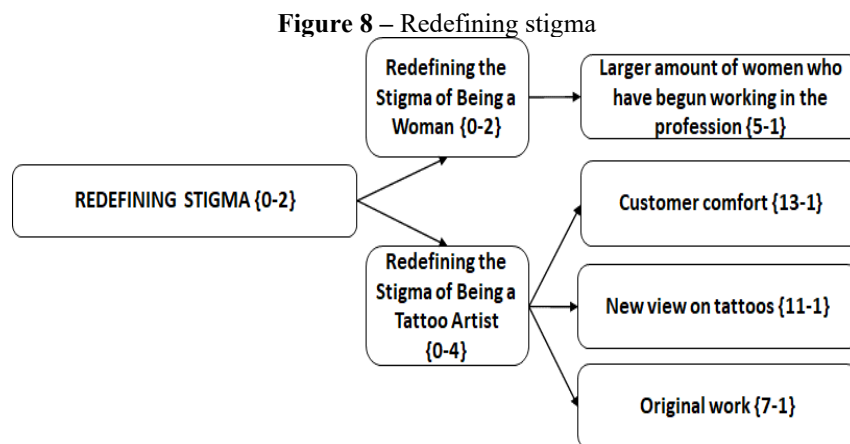 Figure 8 – Redefining stigma
Redefining the
Stigma of Being a
Woman {0-2}
Larger amount of women who
have begun working in the
profession {5-1}
REDEFINING STIGMA {0-2}
Customer comfort {13-1}
Redefining the
Stigma of Being a
Tattoo Artist
{0-4}
New view on tattoos {11-1}
Original work {7-1}